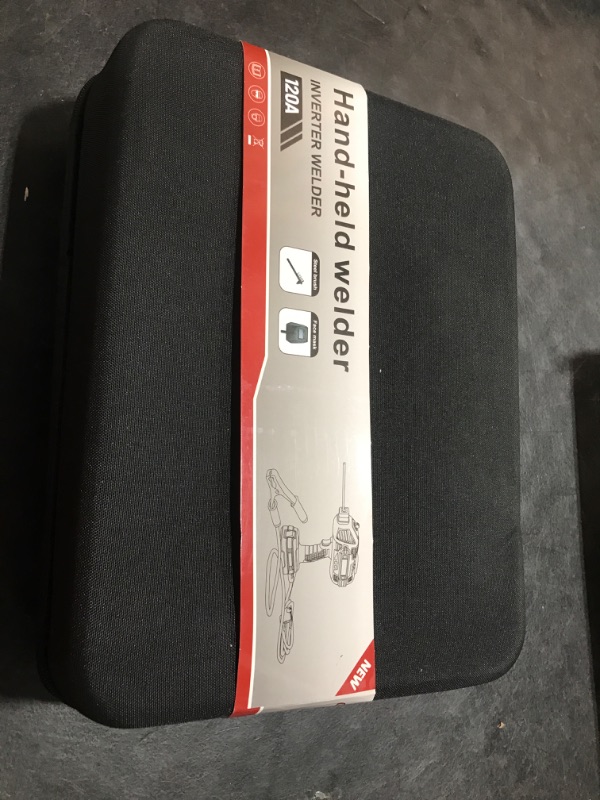 Hand-held welder
INVERTER WELDER
120A
Steel brush
Face mask
NEW